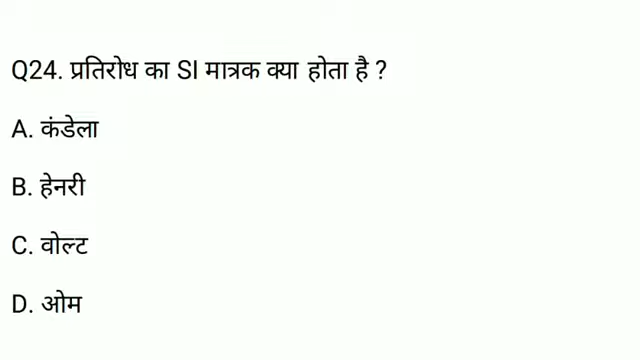 Q24. प्रतिरोध का SI मात्रक क्या होता है ?
A. कंडेला
B. हेनरी
C. वोल्ट
D. ओम